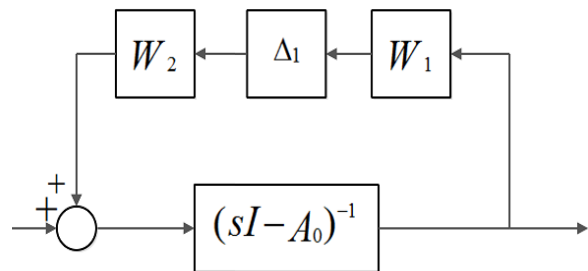 W₂ Δ₁ W₁
+
+
(sI − A₀)⁻¹